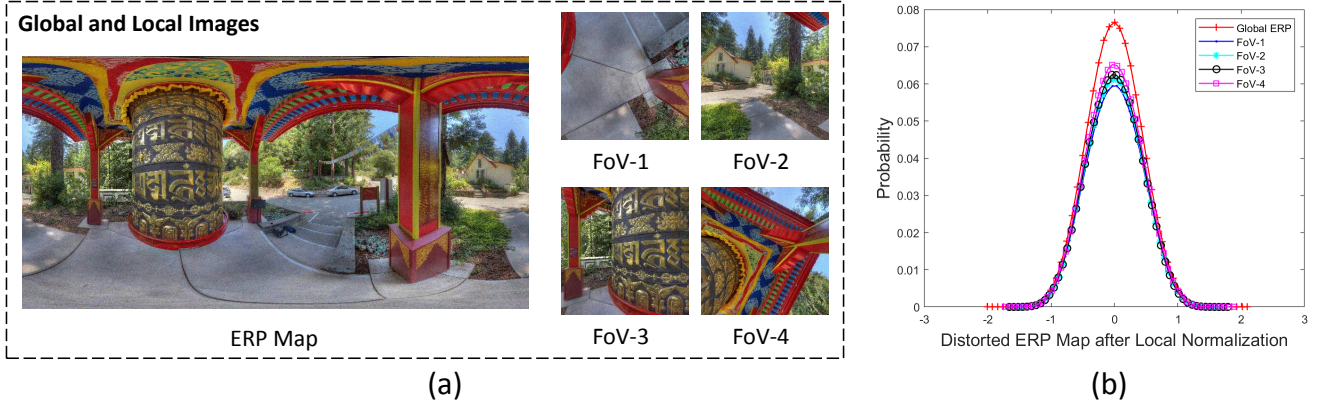 Global and Local Images
ERP Map
FoV-1
FoV-2
FoV-3
FoV-4
(a)
0.08
0.07
0.06
0.05
0.04
0.03
0.02
0.01
0
Probability
-3
-2
-1
0
1
2
3
Distorted ERP Map after Local Normalization
Global ERP
FoV-1
FoV-2
FoV-3
FoV-4
(b)